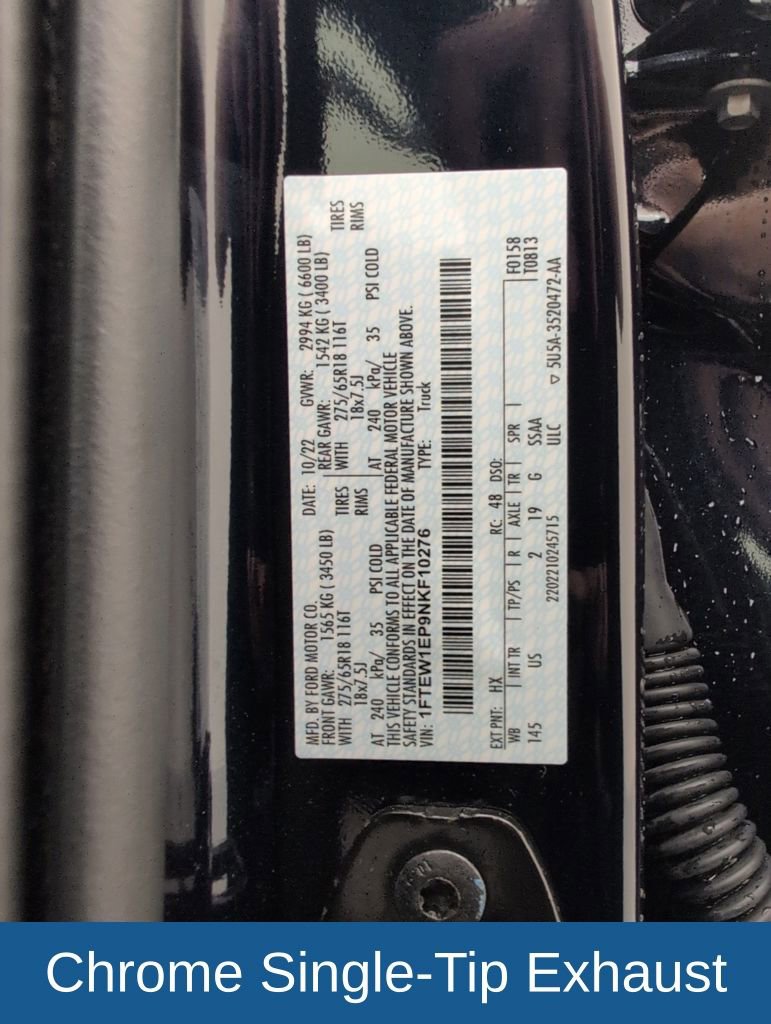 MFD. BY FORD MOTOR CO.
DATE: 10/22 GVWR: 2994 KG ( 6600 LB)
FRONT GAWR: 1565 KG ( 3450 LB)
REAR GAWR: 1542 KG ( 3400 LB)
WITH 275/65R18 116T TIRES
WITH 275/65R18 116T TIRES
18x7.5J RIMS
18x7.5J RIMS
AT 240 kPa/ 35 PSI COLD
AT 240 kPa/ 35 PSI COLD
THIS VEHICLE CONFORMS TO ALL APPLICABLE FEDERAL MOTOR VEHICLE
SAFETY STANDARDS IN EFFECT ON THE DATE OF MANUFACTURE SHOWN ABOVE.
VIN: 1FTEW1EP9NKF10276 TYPE: Truck
F0158
EXT PNT: HX RC: 48 DSO: T0813
WB INT TR TP/PS R AXLE TR SPR
145 US 2 19 G SSAA
2202210245715 ULC
5U5A-3520472-AA
Chrome Single-Tip Exhaust